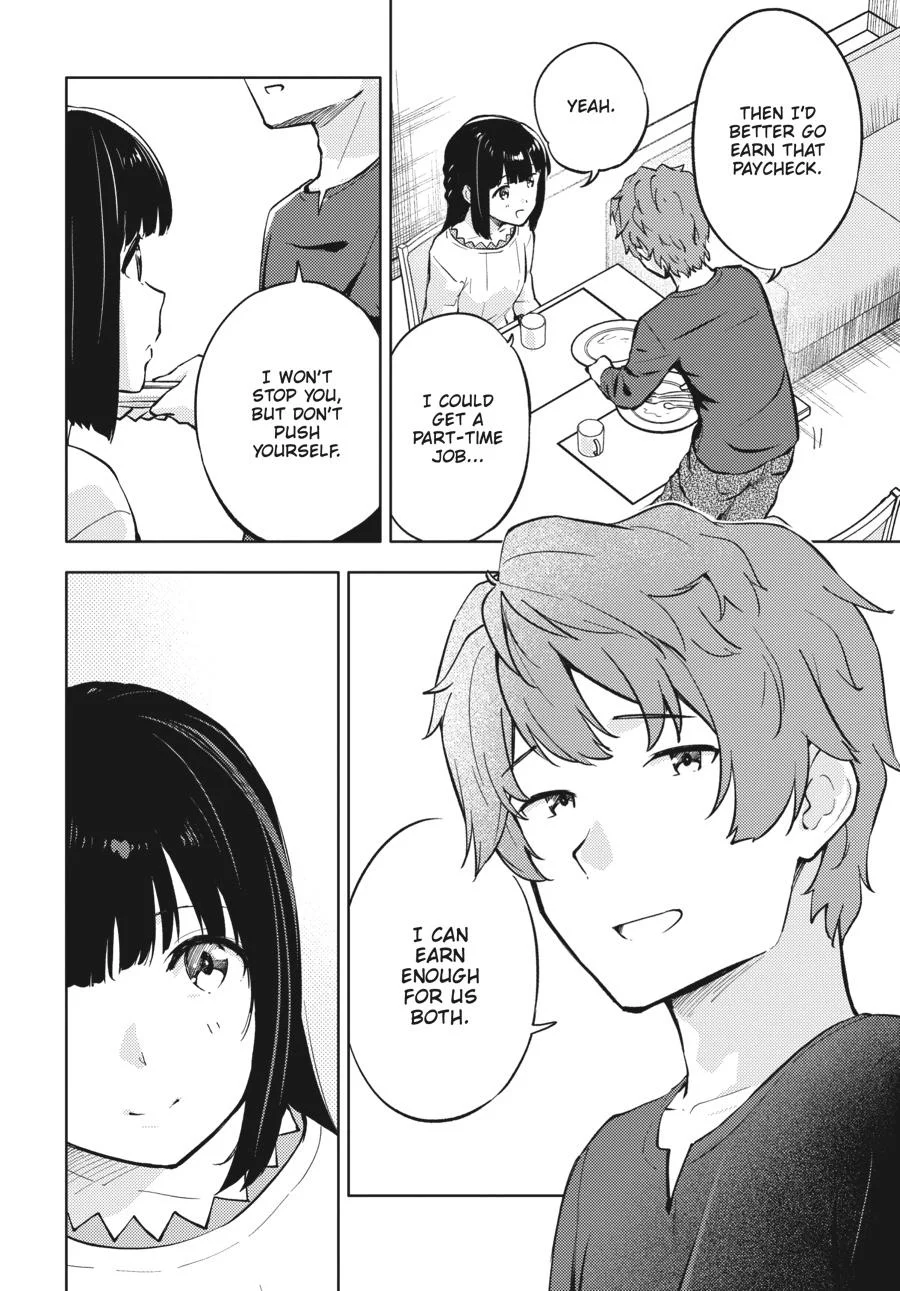 THEN I'D
BETTER GO
EARN THAT
PAYCHECK.
YEAH.
I COULD
GET A
PART-TIME
JOB...
I WON'T
STOP YOU,
BUT DON'T
PUSH
YOURSELF.
I CAN
EARN
ENOUGH
FOR US
BOTH.